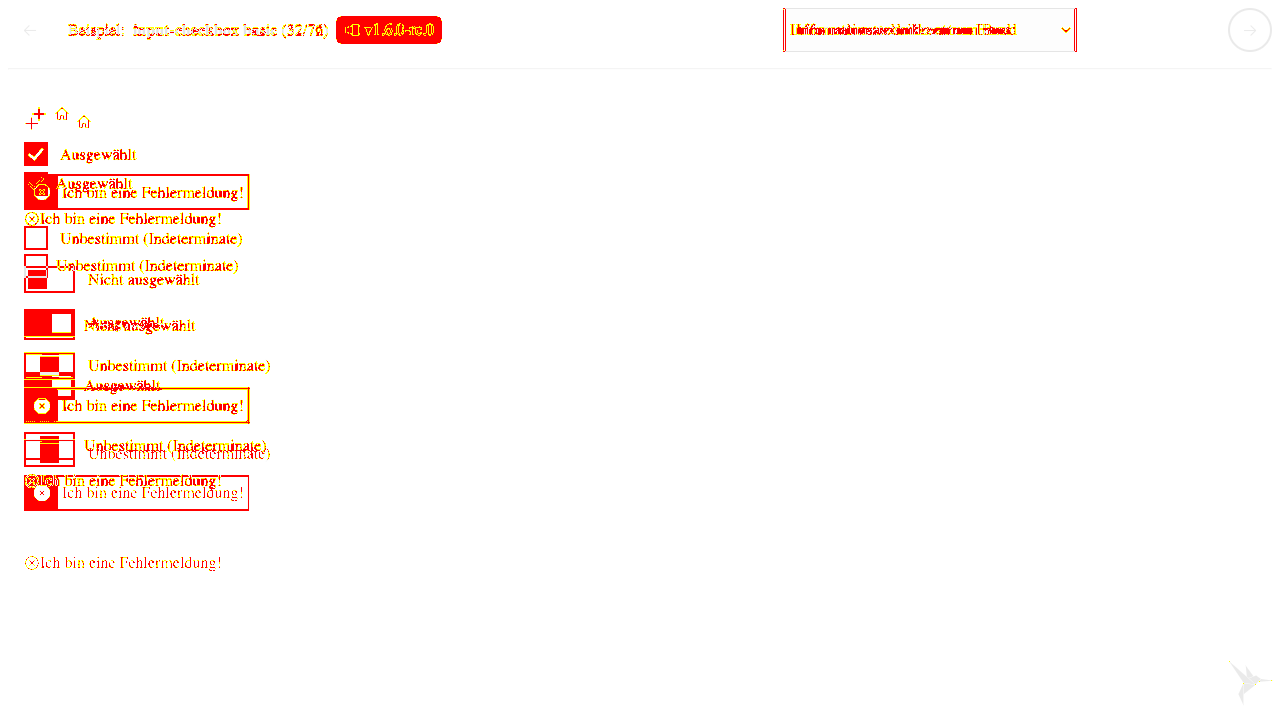 Beispiel: input-checkbox basic (32/76) v1.6.0-rc.0
Ausgewählt
Ausgewählt
Ich bin eine Fehlermeldung!
Ich bin eine Fehlermeldung!
Unbestimmt (Indeterminate)
Unbestimmt (Indeterminate)
Nicht ausgewählt
Ausgewählt
Nicht ausgewählt
Unbestimmt (Indeterminate)
Ausgewählt
Ich bin eine Fehlermeldung!
Unbestimmt (Indeterminate)
Unbestimmt (Indeterminate)
Ich bin eine Fehlermeldung!
Ich bin eine Fehlermeldung!
Ich bin eine Fehlermeldung!